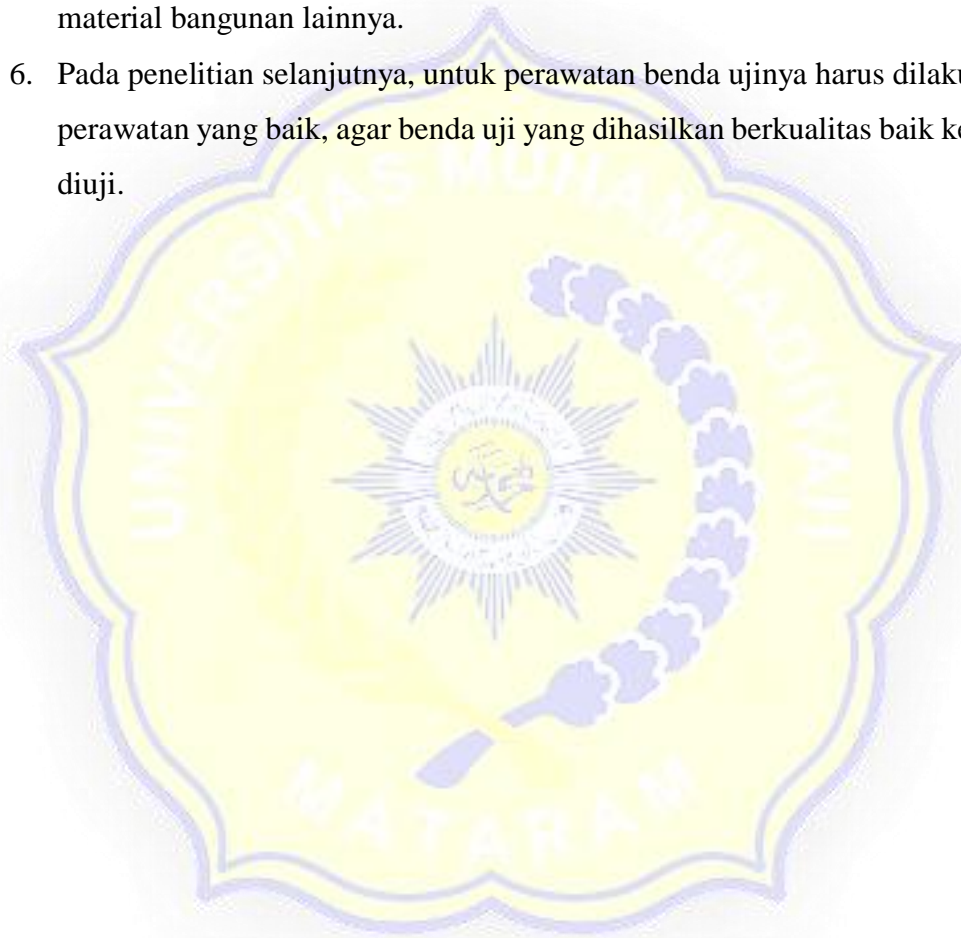 material bangunan lainnya.
6. Pada penelitian selanjutnya, untuk perawatan benda ujinya harus dilaku
perawatan yang baik, agar benda uji yang dihasilkan berkualitas baik ke
diuji.
UNIVERSITAS MUHAMMADIYAH
MATARAM